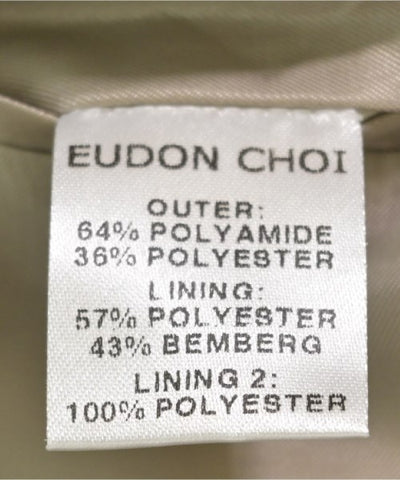 EUDON CHOI
OUTER:
64% POLYAMIDE
36% POLYESTER
LINING:
57% POLYESTER
43% BEMBERG
LINING 2:
100% POLYESTER